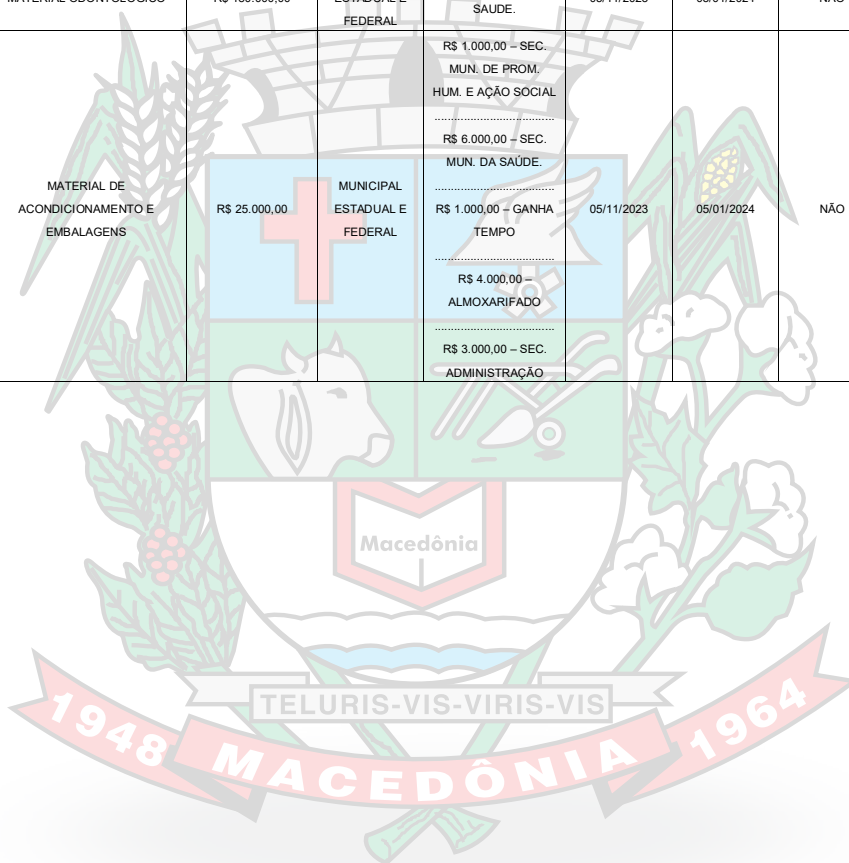 SAUDE.
FEDERAL
MATERIAL DE
ACONDICIONAMENTO E
EMBALAGENS
R$ 25.000,00
MUNICIPAL
ESTADUAL E
FEDERAL
R$ 1.000,00 – SEC.
MUN. DE PROM.
HUM. E AÇÃO SOCIAL
.....................................
R$ 6.000,00 – SEC.
MUN. DA SAÚDE.
.....................................
R$ 1.000,00 – GANHA
TEMPO
.....................................
R$ 4.000,00 –
ALMOXARIFADO
.....................................
R$ 3.000,00 – SEC.
ADMINISTRAÇÃO
05/11/2023
05/01/2024
NÃO
Macedônia
TELURIS-VIS-VIRIS-VIS
1948 MACEDÔNIA 1964